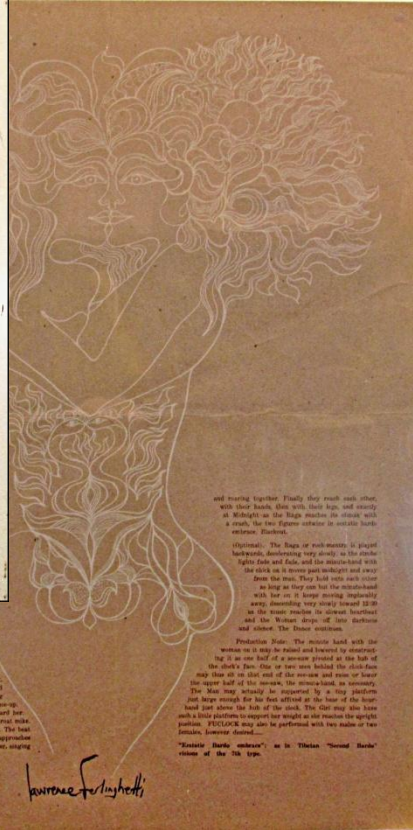 and roaring together. Finally they reach each other,
with their hands, then with their legs, and exactly
at Midnight as the Raga reaches its climax with
a crash, the two figures entwine in ecstatic bardo
embrace. Blackout.
(Optional). The Raga or rock-mantra is played
backwards, decelerating very slowly, as the strobe
lights fade and fade, and the minute-hand with
the chick on it moves past midnight and away
from the man. They hold onto each other
as long as they can but the minute-hand
with her on it keeps moving implacably
away, descending very slowly toward 12:30
as the music reaches its slowest heartbeat
and the Woman drops off into darkness
and silence. The Dance continues.
Production Note: The minute hand with the
woman on it may be raised and lowered by construct-
ing it as one half of a see-saw pivoted at the hub of
the clock's face. One or two men behind the clock-face
may thus sit on that end of the see-saw and raise or lower
the upper half of the see-saw, the minute-hand, as necessary.
The Man may actually be supported by a tiny platform
just large enough for his feet affixed at the base of the hour-
hand just above the hub of the clock. The Girl may also have
such a little platform to support her weight as she reaches the upright
position. FUCLOCK may also be performed with two males or two
females, however desired.....
"Ecstatic Bardo embrace": as in Tibetan "Second Bardo"
visions of the 7th type.
mike.
The beat
approaches
singing
Lawrence Ferlinghetti